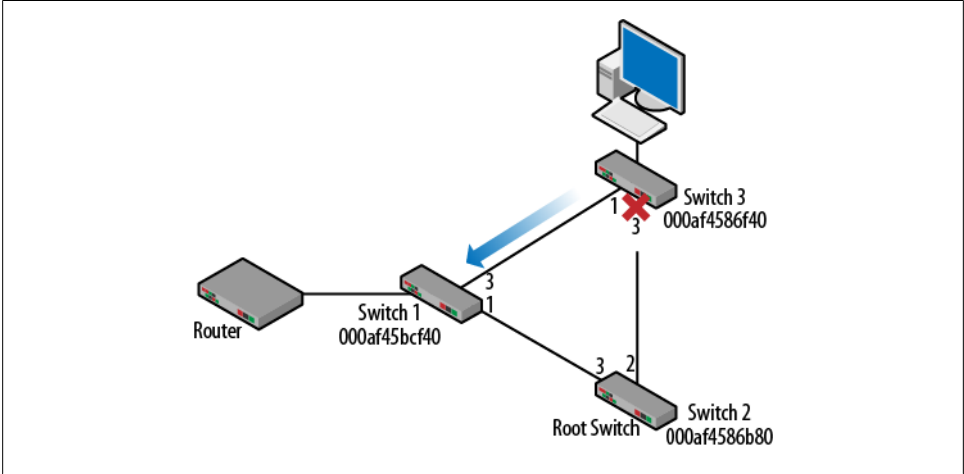 Switch 3
000af4586f40
1
3
3
1
Switch 1
000af45bcf40
Router
3
2
Switch 2
000af4586b80
Root Switch